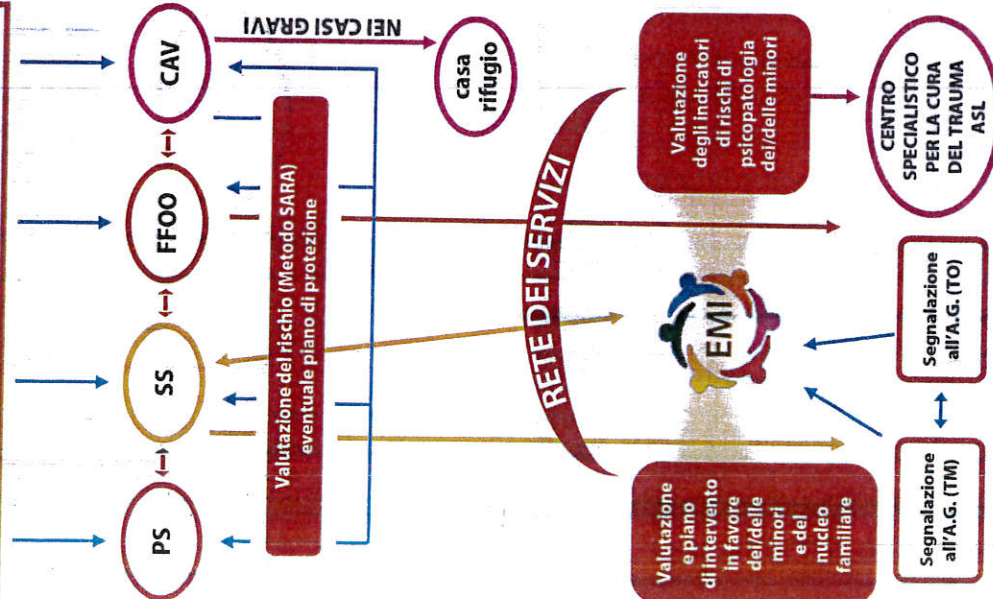 PS
SS
FFOO
CAV
NEI CASI GRAVI
casa
rifugio
Valutazione del rischio (Metodo SARA)
eventuale piano di protezione
RETE DEI SERVIZI
Valutazione
e piano
di intervento
in favore
dei/delle
minori
e del
nucleo
familiare
EMI
Valutazione
degli indicatori
di rischi di
psicopatologia
dei/delle minori
Segnalazione
all'A.G. (TM)
Segnalazione
all'A.G. (TO)
CENTRO
SPECIALISTICO
PER LA CURA
DEL TRAUMA
ASL